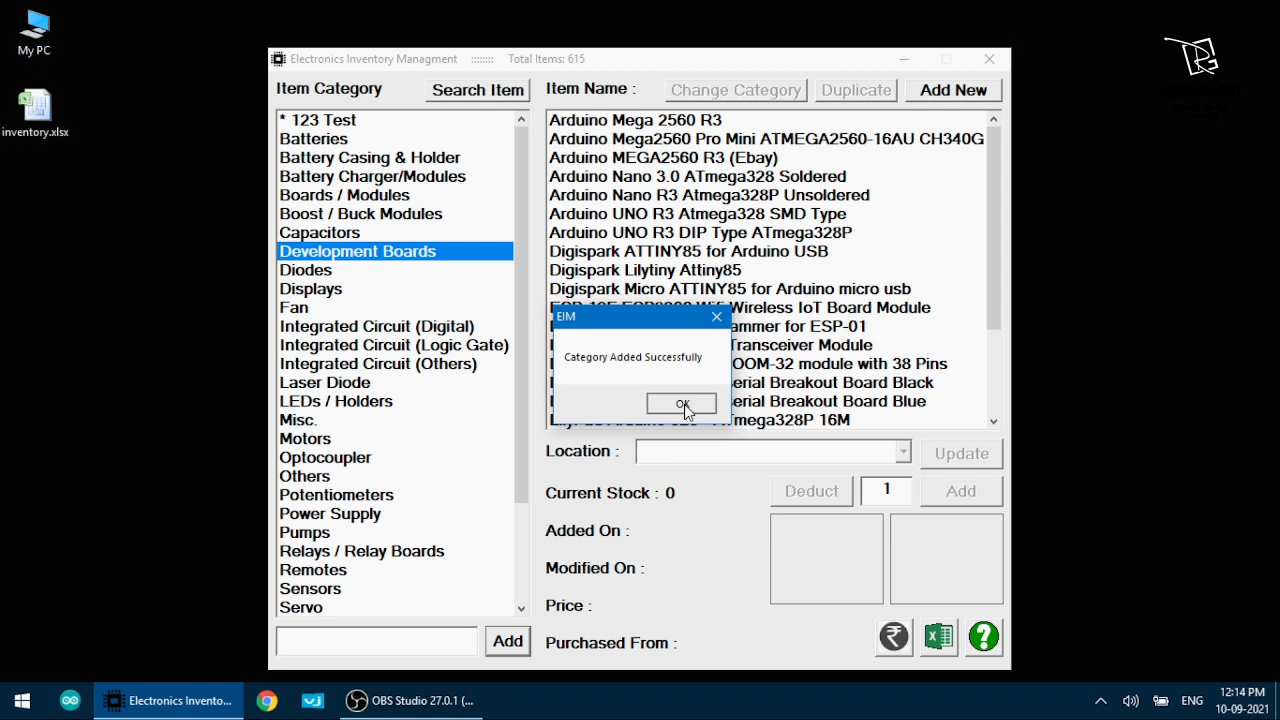 My PC
inventory.xlsx
Electronics Inventory Managment :::::::: Total Items: 615
Item Category
Search Item
* 123 Test
Batteries
Battery Casing & Holder
Battery Charger/Modules
Boards / Modules
Boost / Buck Modules
Capacitors
Development Boards
Diodes
Displays
Fan
Integrated Circuit (Digital)
Integrated Circuit (Logic Gate)
Integrated Circuit (Others)
Laser Diode
LEDs / Holders
Misc.
Motors
Optocoupler
Others
Potentiometers
Power Supply
Pumps
Relays / Relay Boards
Remotes
Sensors
Servo
Add
Item Name :
Change Category
Duplicate
Add New
Arduino Mega 2560 R3
Arduino Mega2560 Pro Mini ATMEGA2560-16AU CH340G
Arduino MEGA2560 R3 (Ebay)
Arduino Nano 3.0 ATmega328 Soldered
Arduino Nano R3 Atmega328P Unsoldered
Arduino UNO R3 Atmega328 SMD Type
Arduino UNO R3 DIP Type ATmega328P
Digispark ATTINY85 for Arduino USB
Digispark Lilytiny Attiny85
Digispark Micro ATTINY85 for Arduino micro usb
Wifi Wireless IoT Board Module
ammer for ESP-01
Transceiver Module
OOM-32 module with 38 Pins
erial Breakout Board Black
erial Breakout Board Blue
ATmega328P 16M
EIM
Category Added Successfully
OK
Location :
Update
Current Stock : 0
Deduct
1
Add
Added On :
Modified On :
Price :
Purchased From :
Electronics Invento...
OBS Studio 27.0.1 (...
ENG
12:14 PM
10-09-2021